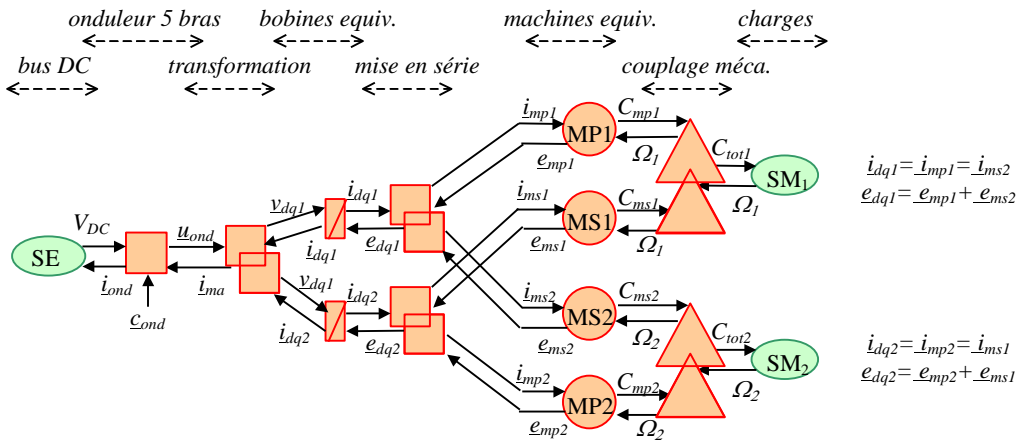 onduleur 5 bras bobines equiv. machines equiv. charges
bus DC transformation mise en série couplage méca.
i_mp1 MP1 C_mp1
e_mp1 Ω_1 C_tot1
i_dq1= i_mp1= i_ms2
SM_1
i_dq1 i_ms1 C_ms1 e_dq1= e_mp1+ e_ms2
v_dq1 MS1 Ω_1
V_DC u_ond i_dq1 e_dq1 e_ms1 Ω_1
SE
i_ond i_ma v_dq1 i_dq2 i_ms2 C_ms2
c_ond MS2
i_dq2 e_dq2 e_ms2 Ω_2 C_tot2
i_dq2= i_mp2= i_ms1
i_mp2 C_mp2 SM_2
e_dq2= e_mp2+ e_ms1
MP2 Ω_2
e_mp2 Ω_2